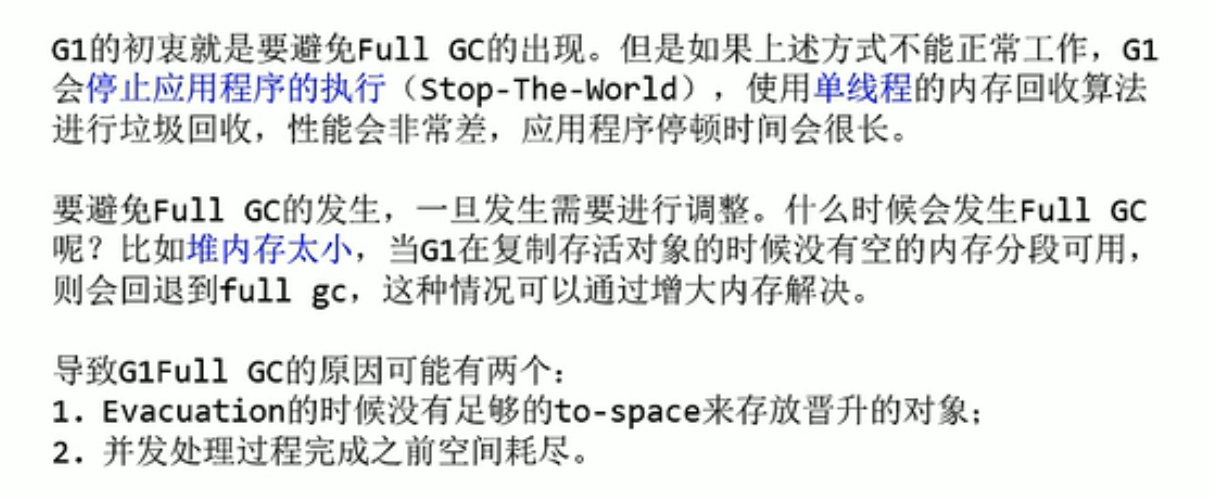 G1的初衷就是要避免Full GC的出现。但是如果上述方式不能正常工作，G1
会停止应用程序的执行（Stop-The-World），使用单线程的内存回收算法
进行垃圾回收，性能会非常差，应用程序停顿时间会很长。
要避免Full GC的发生，一旦发生需要进行调整。什么时候会发生Full GC
呢？比如堆内存太小，当G1在复制存活对象的时候没有空的内存分段可用，
则会回退到full gc，这种情况可以通过增大内存解决。
导致G1Full GC的原因可能有两个：
1. Evacuation的时候没有足够的to-space来存放晋升的对象；
2. 并发处理过程完成之前空间耗尽。